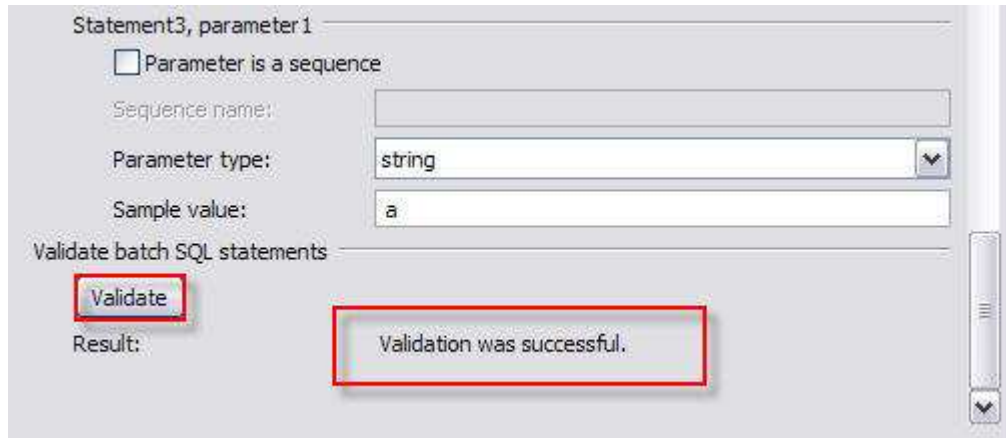 Statement3, parameter1
Parameter is a sequence
Sequence name:
Parameter type: string
Sample value: a
Validate batch SQL statements
Validate
Result: Validation was successful.